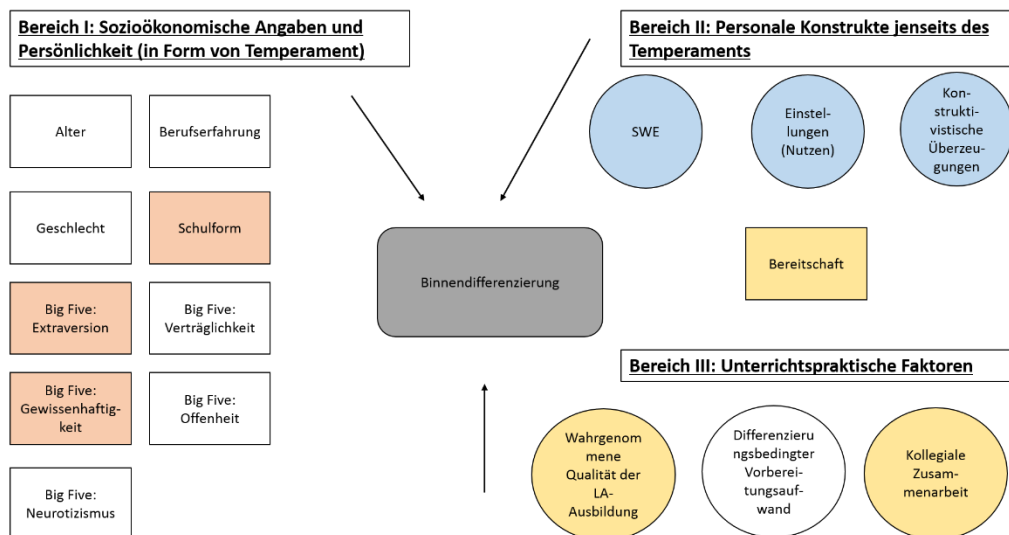 Bereich I: Sozioökonomische Angaben und
Persönlichkeit (in Form von Temperament)
Alter
Berufserfahrung
Geschlecht
Schulform
Big Five:
Extraversion
Big Five:
Verträglichkeit
Big Five:
Gewissenhaftig-
keit
Big Five:
Offenheit
Big Five:
Neurotizismus
Binnendifferenzierung
Bereich II: Personale Konstrukte jenseits des
Temperaments
SWE
Einstel-
lungen
(Nutzen)
Kon-
strukti-
vistische
Überzeu-
gungen
Bereitschaft
Bereich III: Unterrichtspraktische Faktoren
Wahrgenom
mene
Qualität der
LA-
Ausbildung
Differenzieru
ngsbedingter
Vorberei
tungsauf-
wand
Kollegiale
Zusam-
menarbeit